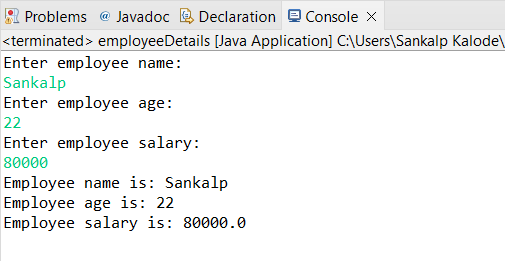 Problems @ Javadoc Declaration Console ×
<terminated> employeeDetails [Java Application] C:\Users\Sankalp Kalode\
Enter employee name:
Sankalp
Enter employee age:
22
Enter employee salary:
80000
Employee name is: Sankalp
Employee age is: 22
Employee salary is: 80000.0